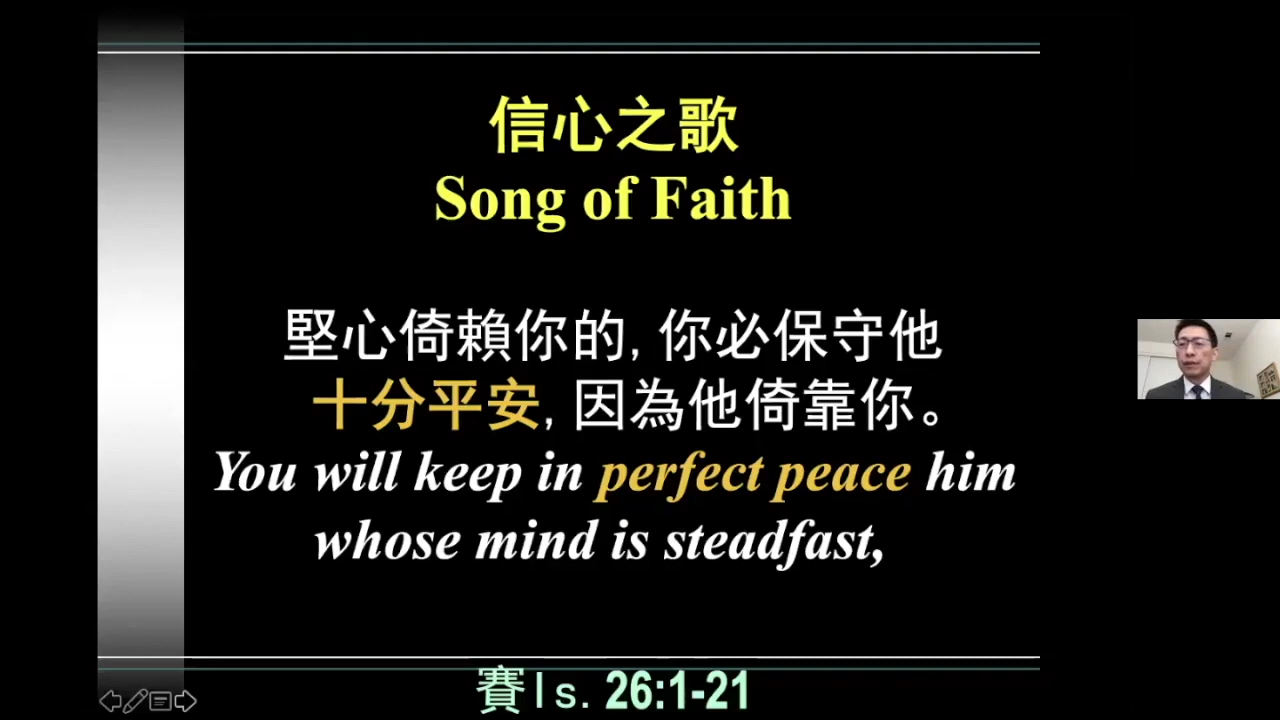 信心之歌
Song of Faith
堅心倚賴你的, 你必保守他
十分平安, 因為他倚靠你。
You will keep in perfect peace him
whose mind is steadfast,
賽Is. 26:1-21